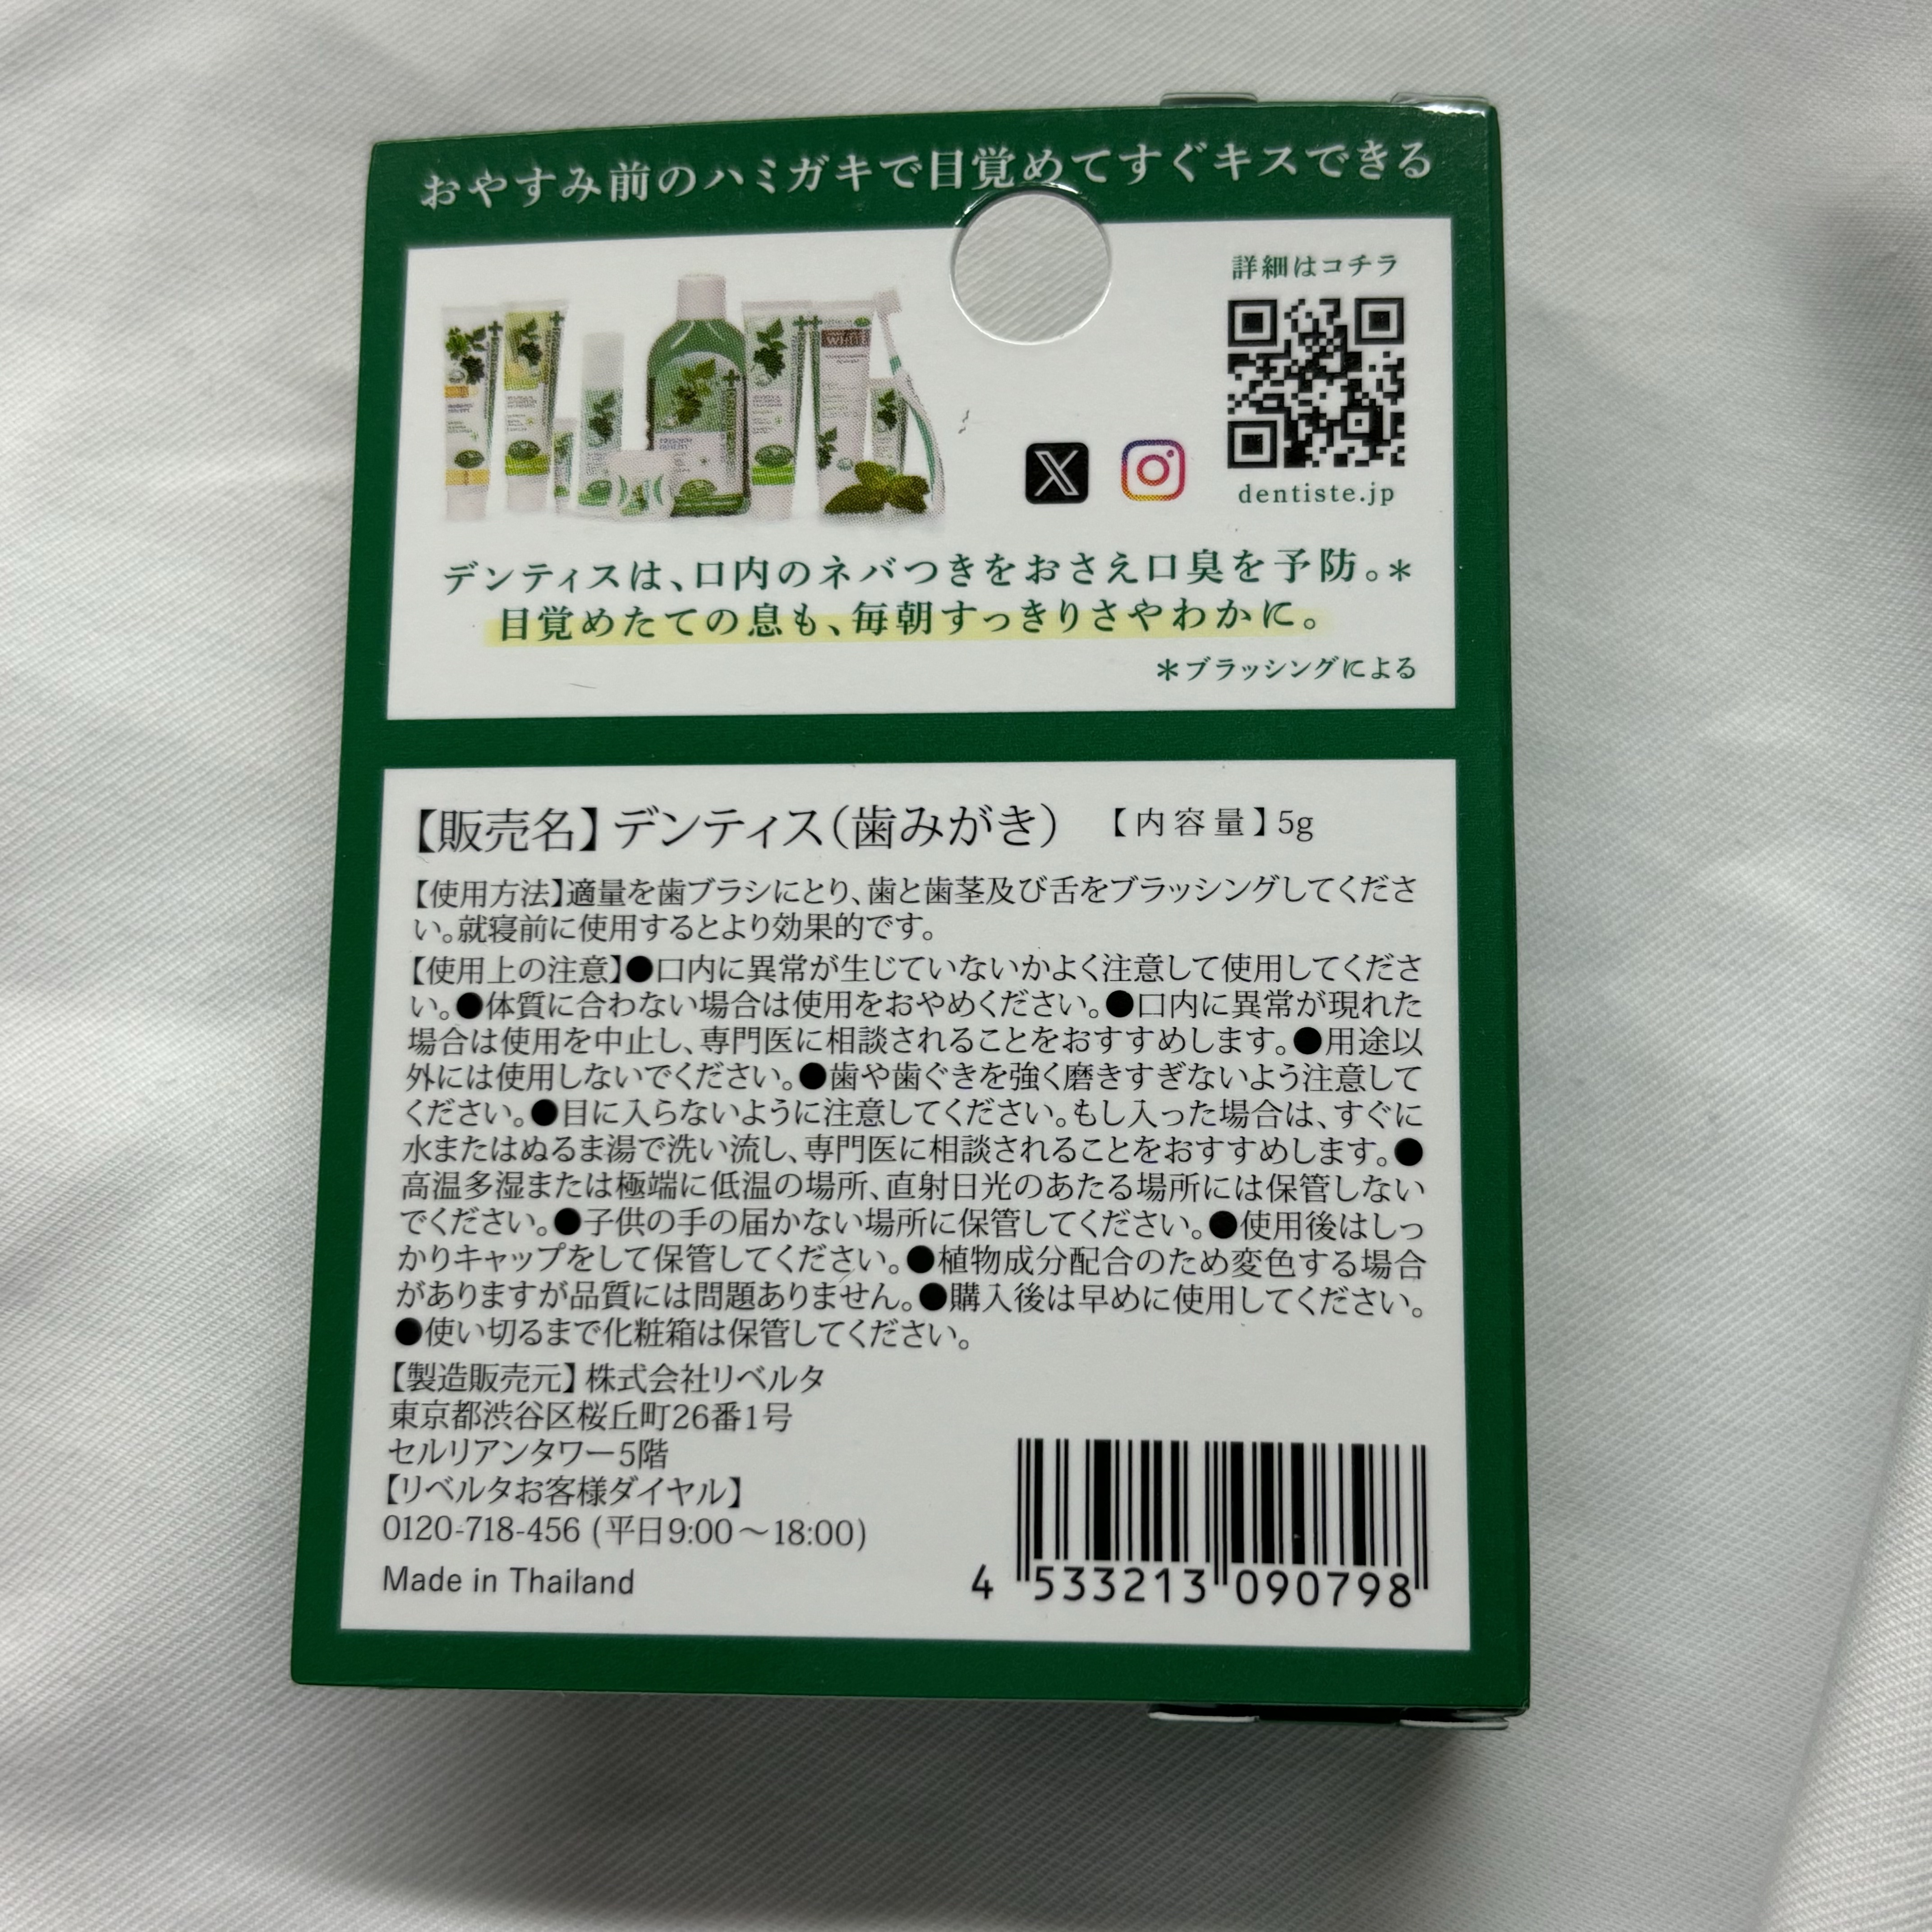 おやすみ前のハミガキで目覚めてすぐキスできる
詳細はコチラ
WHITE
dentiste.jp
デンティスは、口内のネバつきをおさえ口臭を予防。＊
目覚めたての息も、毎朝すっきりさやわかに。
＊ブラッシングによる
【販売名】デンティス（歯みがき） 【内容量】5g
【使用方法】適量を歯ブラシにとり、歯と歯茎及び舌をブラッシングしてくださ
い。就寝前に使用するとより効果的です。
【使用上の注意】●口内に異常が生じていないかよく注意して使用してくださ
い。●体質に合わない場合は使用をおやめください。●口内に異常が現れた
場合は使用を中止し、専門医に相談されることをおすすめします。●用途以
外には使用しないでください。●歯や歯ぐきを強く磨きすぎないよう注意して
ください。●目に入らないように注意してください。もし入った場合は、すぐに
水またはぬるま湯で洗い流し、専門医に相談されることをおすすめします。●
高温多湿または極端に低温の場所、直射日光のあたる場所には保管しない
でください。●子供の手の届かない場所に保管してください。●使用後はしっ
かりキャップをして保管してください。●植物成分配合のため変色する場合
がありますが品質には問題ありません。●購入後は早めに使用してください。
●使い切るまで化粧箱は保管してください。
【製造販売元】株式会社リベルタ
東京都渋谷区桜丘町26番1号
セルリアンタワー5階
【リベルタお客様ダイヤル】
0120-718-456 (平日9:00～18:00)
Made in Thailand
4 533213 090798